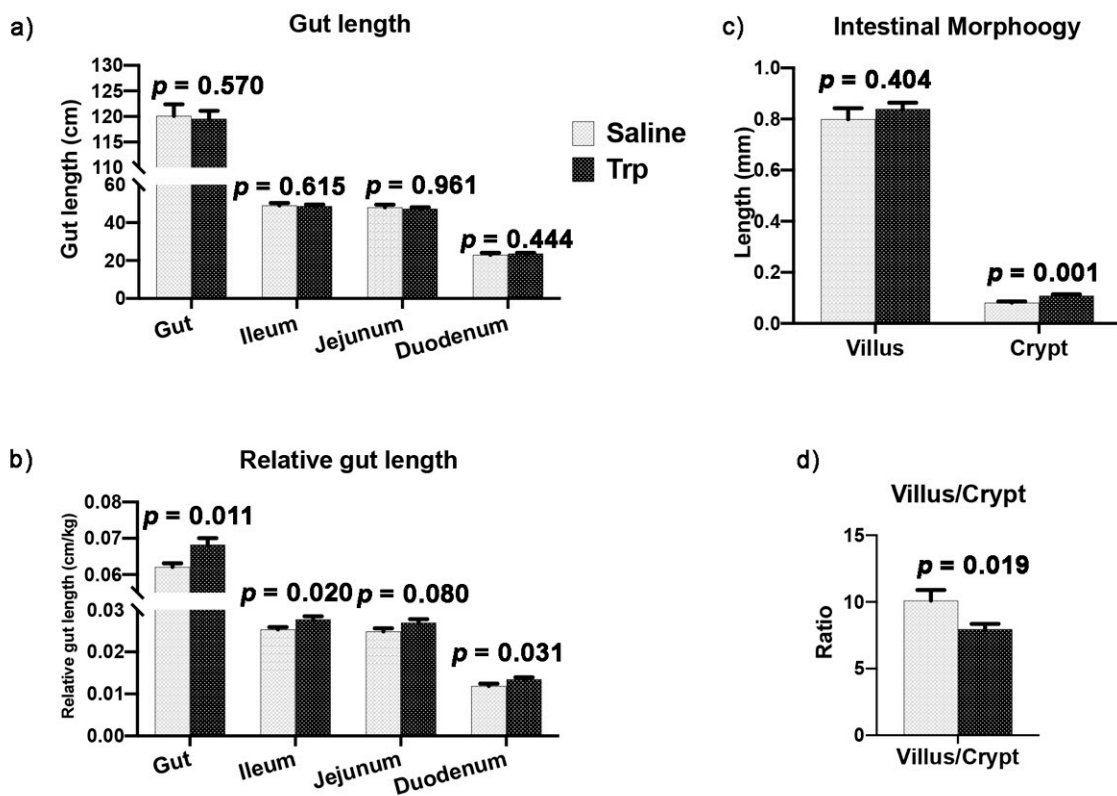 a)
Gut length
Gut length (cm)
130
125
120
115
110
60
40
20
0
p = 0.570
p = 0.615
p = 0.961
p = 0.444
Gut
Ileum
Jejunum
Duodenum
Saline
Trp
c)
Intestinal Morphoogy
Length (mm)
1.0
0.8
0.6
0.4
0.2
0.0
p = 0.404
p = 0.001
Villus
Crypt
b)
Relative gut length
Relative gut length (cm/kg)
0.08
0.07
0.06
0.03
0.02
0.01
0.00
p = 0.011
p = 0.020
p = 0.080
p = 0.031
Gut
Ileum
Jejunum
Duodenum
d)
Villus/Crypt
Ratio
15
10
5
0
p = 0.019
Villus/Crypt